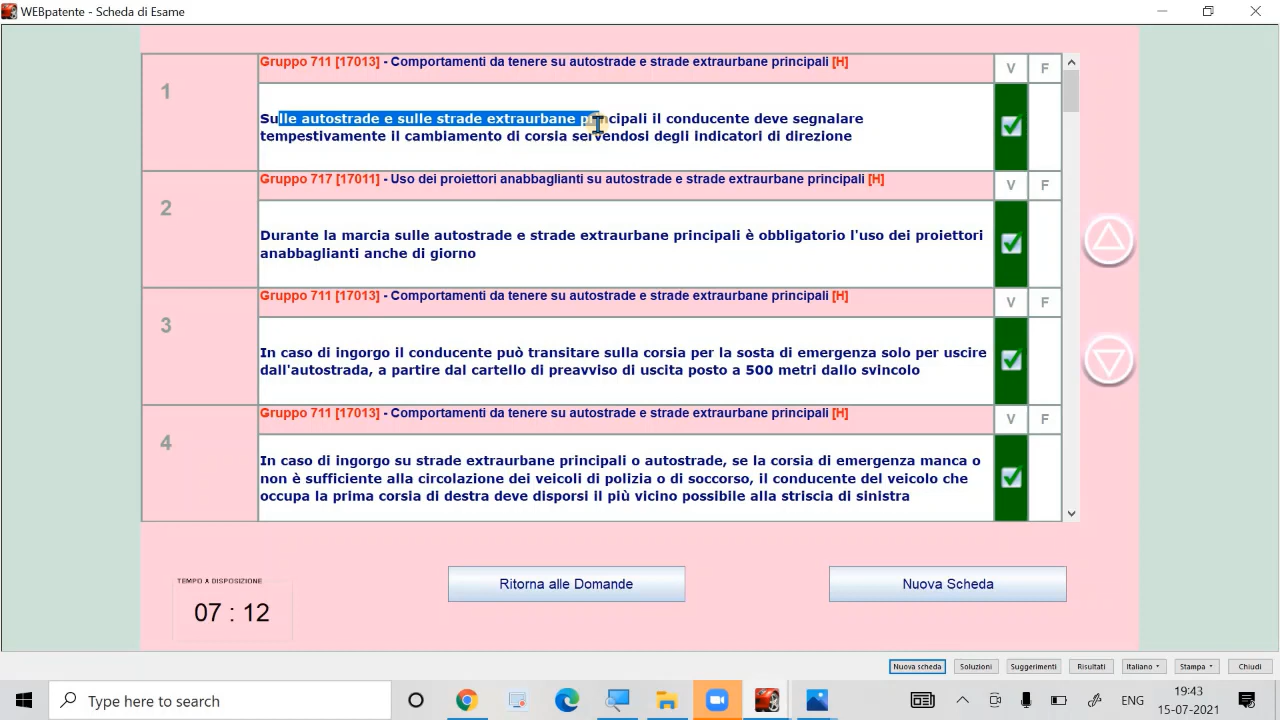 WEBpatente - Scheda di Esame
Gruppo 711 [17013] - Comportamenti da tenere su autostrade e strade extraurbane principali [H]
V F
1
Sulle autostrade e sulle strade extraurbane principali il conducente deve segnalare
tempestivamente il cambiamento di corsia servendosi degli indicatori di direzione
Gruppo 717 [17011] - Uso dei proiettori anabbaglianti su autostrade e strade extraurbane principali [H]
V F
2
Durante la marcia sulle autostrade e strade extraurbane principali è obbligatorio l'uso dei proiettori
anabbaglianti anche di giorno
Gruppo 711 [17013] - Comportamenti da tenere su autostrade e strade extraurbane principali [H]
V F
3
In caso di ingorgo il conducente può transitare sulla corsia per la sosta di emergenza solo per uscire
dall'autostrada, a partire dal cartello di preavviso di uscita posto a 500 metri dallo svincolo
Gruppo 711 [17013] - Comportamenti da tenere su autostrade e strade extraurbane principali [H]
V F
4
In caso di ingorgo su strade extraurbane principali o autostrade, se la corsia di emergenza manca o
non è sufficiente alla circolazione dei veicoli di polizia o di soccorso, il conducente del veicolo che
occupa la prima corsia di destra deve disporsi il più vicino possibile alla striscia di sinistra
TEMPO A DISPOSIZIONE
07 : 12
Ritorna alle Domande
Nuova Scheda
Nuova scheda Soluzioni Suggerimenti Risultati Italiano Stampa Chiudi
Type here to search
ENG
19:43
15-07-2021